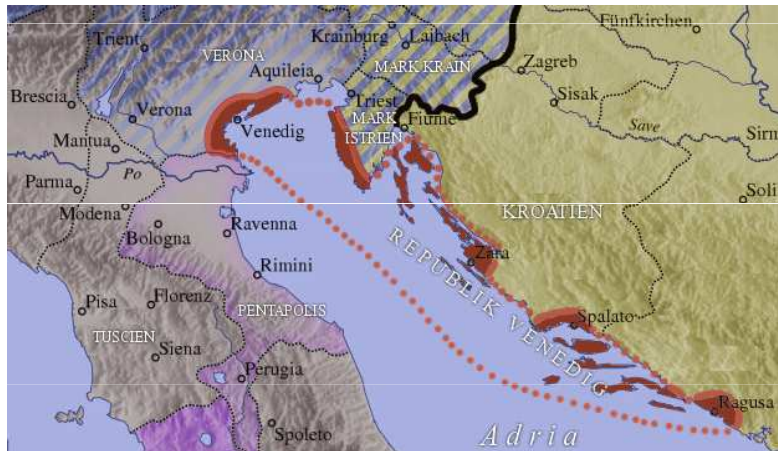 Fünfkirchen
Trient
Krainburg
Laibach
VERONA
Zagreb
MARK KRAIN
Aquileia
Brescia
Triest
Sisak
Verona
Venedig
MARK
ISTRIEN
Fiume
Save
Sirm
Mantua
Po
Parma
Soli
Modena
KROATIEN
Ravenna
Bologna
REPUBLIK VENEDIG
Zara
Rimini
Pisa
Florenz
PENTAPOLIS
Spalato
TUSCIEN
Siena
Perugia
Ragusa
Spoleto
Adria